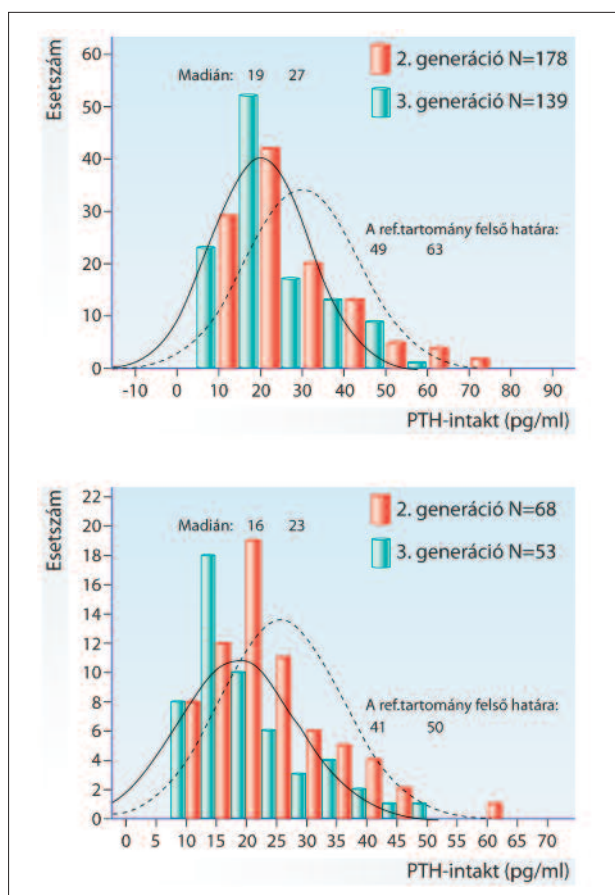 Esetszám
60
50
40
30
20
10
0
Madián: 19 27
2. generáció N=178
3. generáció N=139
A ref.tartomány felső határa:
49 63
-10 0 10 20 30 40 50 60 70 80 90
PTH-intakt (pg/ml)
Esetszám
22
20
18
16
14
12
10
8
6
4
2
0
Madián: 16 23
2. generáció N=68
3. generáció N=53
A ref.tartomány felső határa:
41 50
0 5 10 15 20 25 30 35 40 45 50 60 65 70
PTH-intakt (pg/ml)